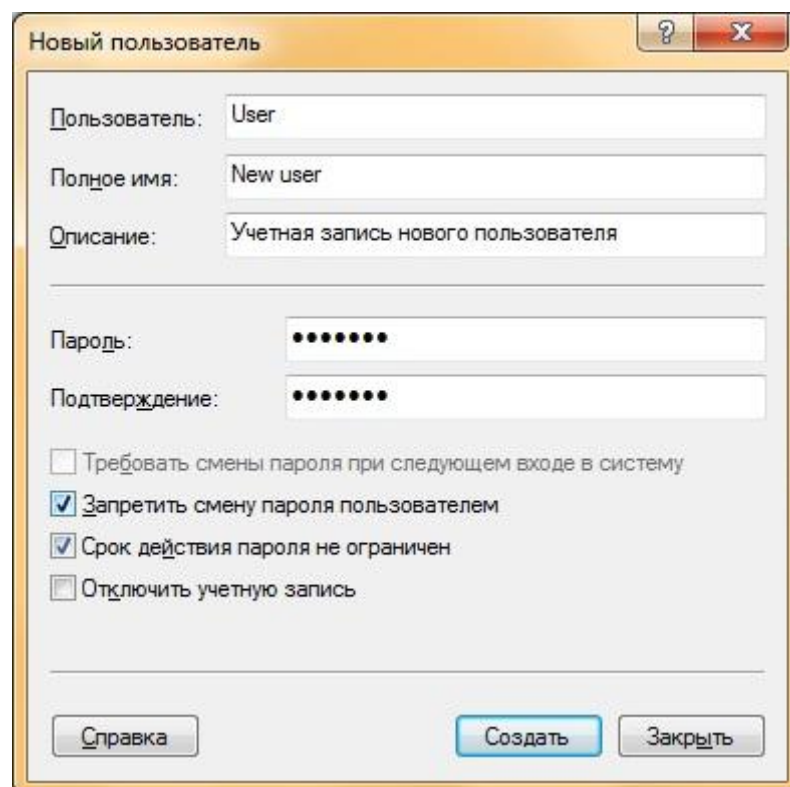 Новый пользователь
Пользователь: User
Полное имя: New user
Описание: Учетная запись нового пользователя
Пароль: •••••••
Подтверждение: •••••••
Требовать смены пароля при следующем входе в систему
Запретить смену пароля пользователем
Срок действия пароля не ограничен
Отключить учетную запись
Справка Создать Закрыть